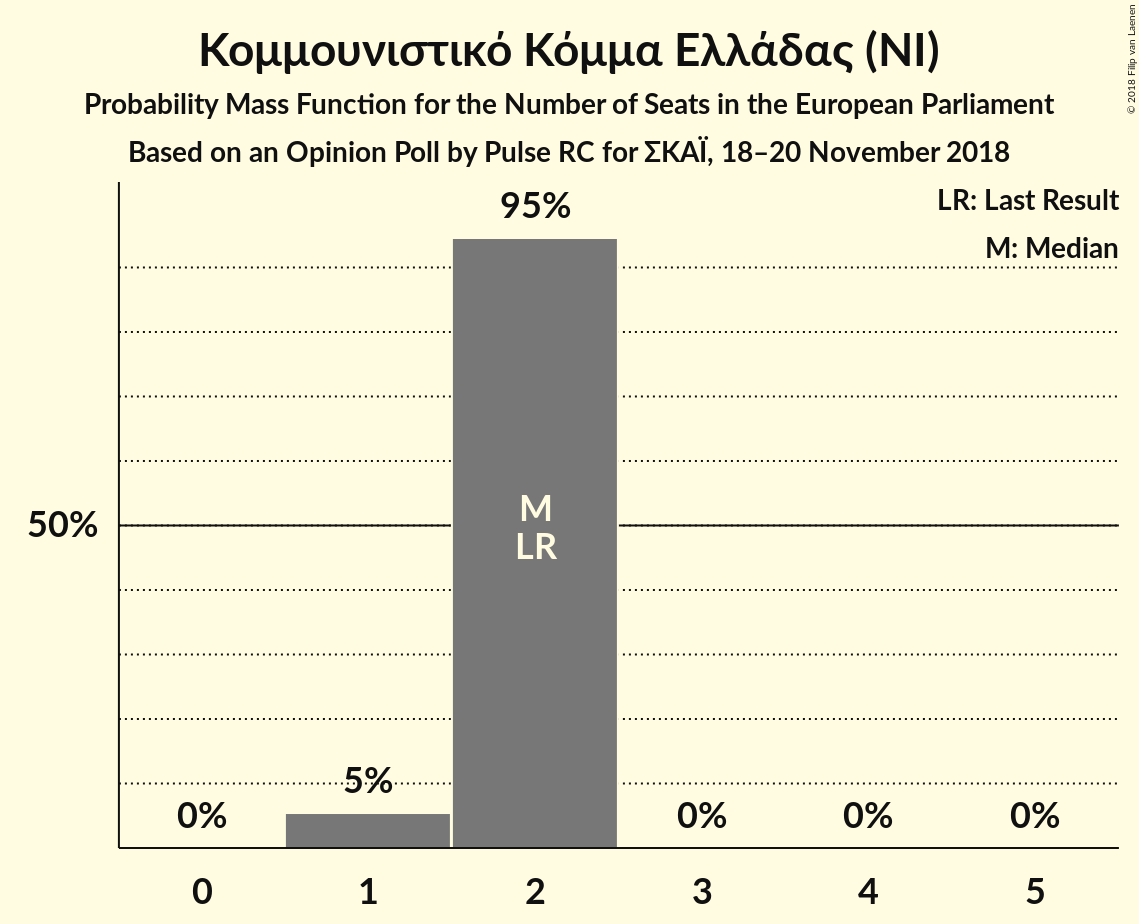 Κομμουνιστικό Κόμμα Ελλάδας (NI)
Probability Mass Function for the Number of Seats in the European Parliament
Based on an Opinion Poll by Pulse RC for ΣΚΑΪ, 18–20 November 2018
© 2018 Filip van Laenen
LR: Last Result
M: Median
95%
50%
M
LR
5%
0%
0%
0%
0%
0
1
2
3
4
5